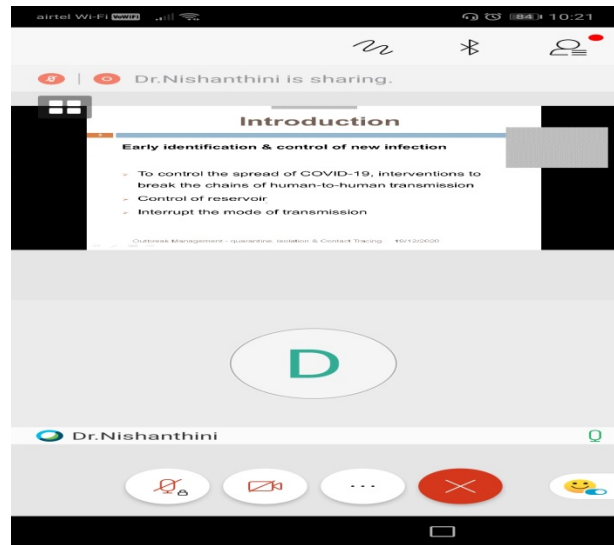 airtel Wi-Fi VoWiFi 84 10:21
Dr.Nishanthini is sharing.
Introduction
Early identification & control of new infection
To control the spread of COVID-19, interventions to
break the chains of human-to-human transmission
Control of reservoir
Interrupt the mode of transmission
Outbreak Management - quarantine, isolation & Contact Tracing 16/12/2020
D
Dr.Nishanthini